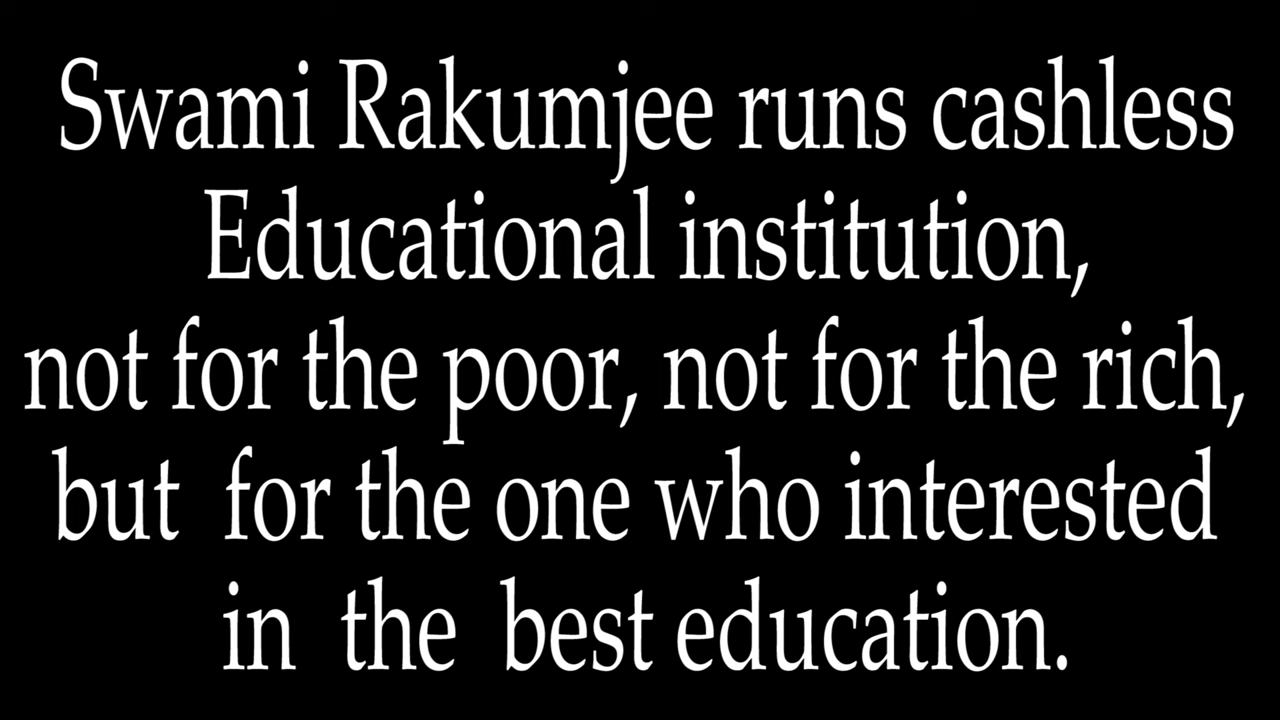 Swami Rakumjee runs cashless
Educational institution,
not for the poor, not for the rich,
but for the one who interested
in the best education.